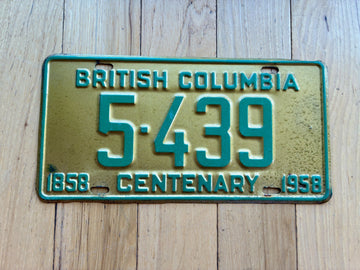 BRITISH COLUMBIA
5-439
1858 CENTENARY 1958